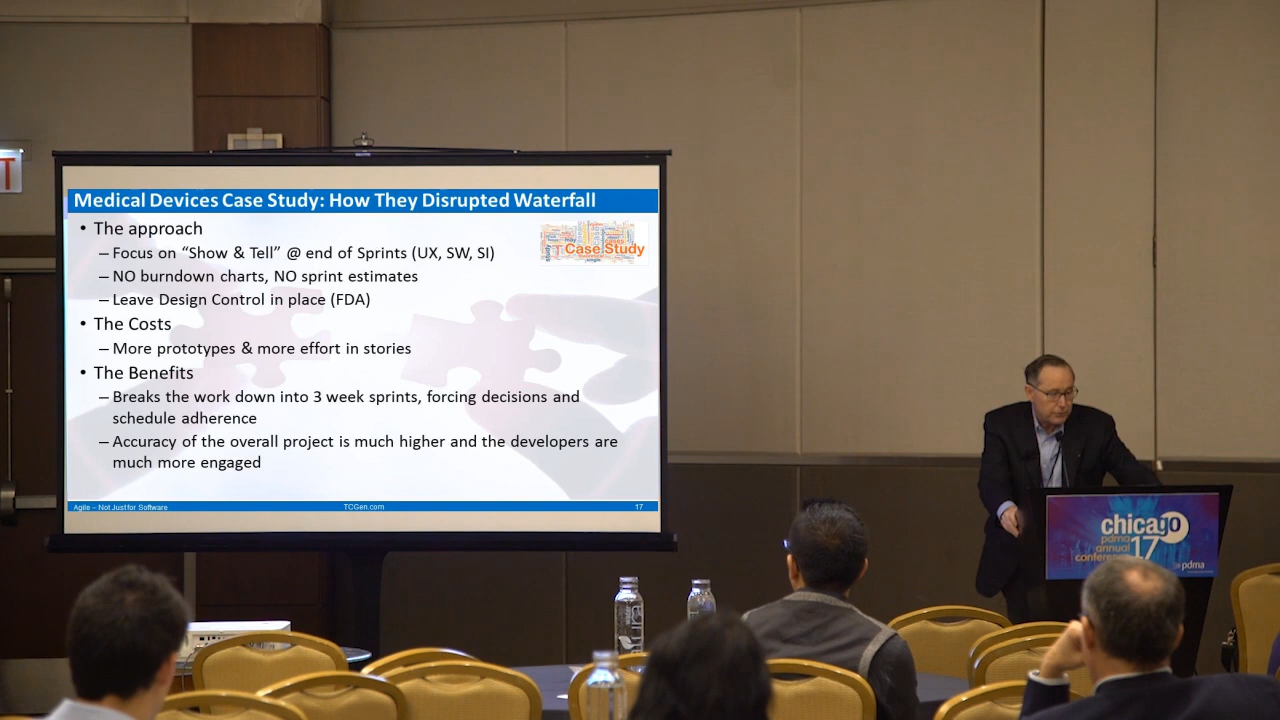 T
Medical Devices Case Study: How They Disrupted Waterfall
• The approach
– Focus on “Show & Tell” @ end of Sprints (UX, SW, SI)
– NO burndown charts, NO sprint estimates
– Leave Design Control in place (FDA)
• The Costs
– More prototypes & more effort in stories
• The Benefits
– Breaks the work down into 3 week sprints, forcing decisions and
schedule adherence
– Accuracy of the overall project is much higher and the developers are
much more engaged
Case Study
Agile – Not Just for Software
TCGen.com
17
chicago
pdma
annual
conference
17
pdma